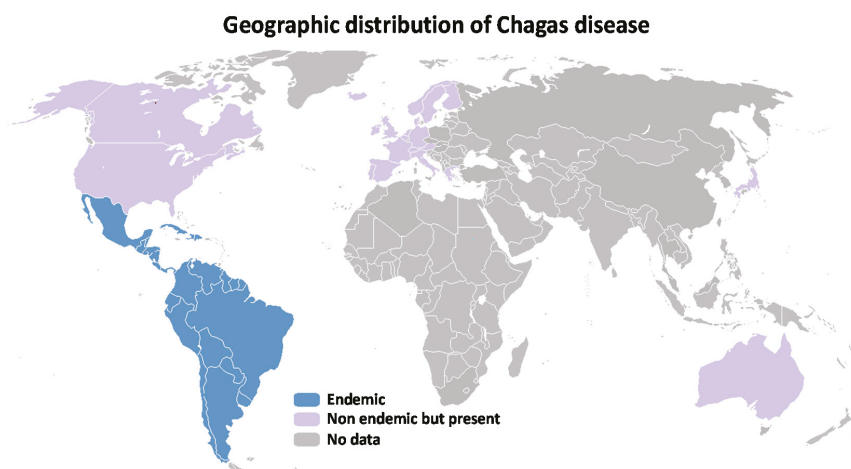 Geographic distribution of Chagas disease
Endemic
Non endemic but present
No data